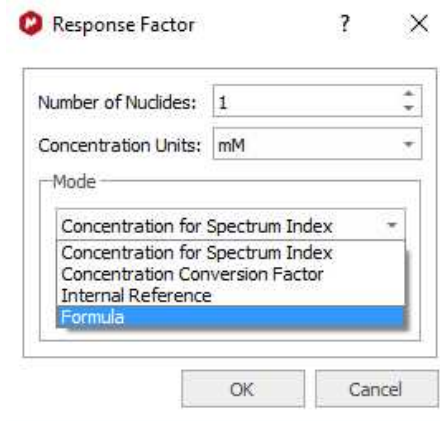 Response Factor ?
Number of Nuclides: 1
Concentration Units: mM
Mode
Concentration for Spectrum Index
Concentration for Spectrum Index
Concentration Conversion Factor
Internal Reference
Formula
OK Cancel